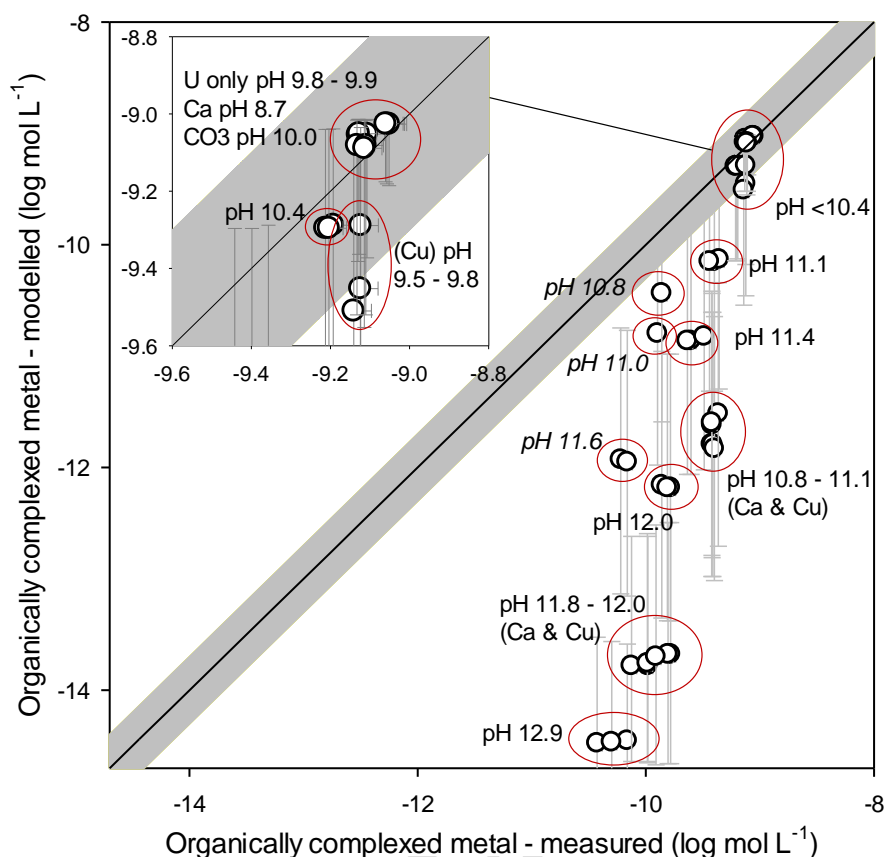 -8
-10
-12
-14
Organically complexed metal - modelled (log mol L⁻¹)
-8.8
-9.0
-9.2
-9.4
-9.6
U only pH 9.8 - 9.9
Ca pH 8.7
CO3 pH 10.0
pH 10.4
(Cu) pH
9.5 - 9.8
-9.6
-9.4
-9.2
-9.0
-8.8
pH <10.4
pH 11.1
pH 10.8
pH 11.4
pH 11.0
pH 11.6
pH 10.8 - 11.1
(Ca & Cu)
pH 12.0
pH 11.8 - 12.0
(Ca & Cu)
pH 12.9
-14
-12
-10
-8
Organically complexed metal - measured (log mol L⁻¹)